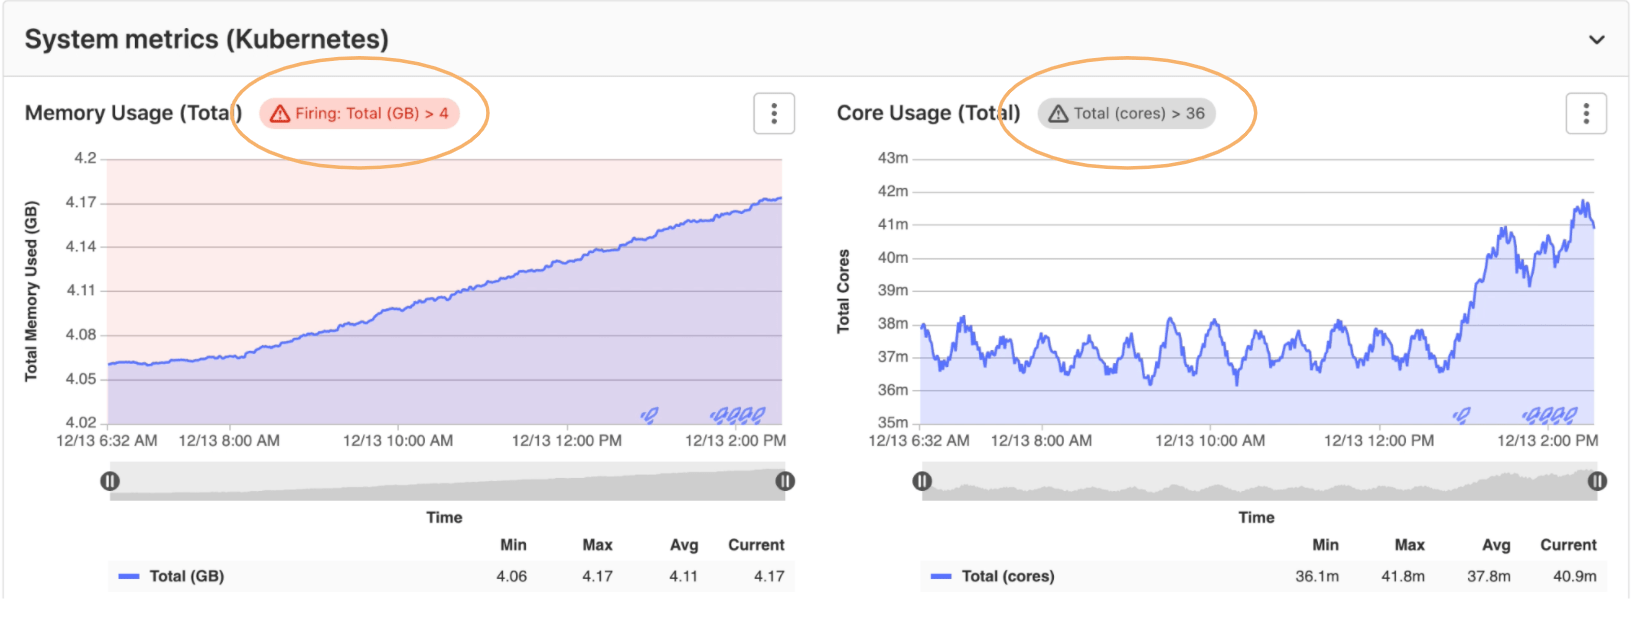 System metrics (Kubernetes)
Memory Usage (Total)
Firing: Total (GB) > 4
4.2
4.17
4.14
4.11
4.08
4.05
4.02
Total Memory Used (GB)
12/13 6:32 AM 12/13 8:00 AM 12/13 10:00 AM 12/13 12:00 PM 12/13 2:00 PM
Time
Min Max Avg Current
Total (GB) 4.06 4.17 4.11 4.17
Core Usage (Total)
Total (cores) > 36
43m
42m
41m
40m
39m
38m
37m
36m
35m
Total Cores
12/13 6:32 AM 12/13 8:00 AM 12/13 10:00 AM 12/13 12:00 PM 12/13 2:00 PM
Time
Min Max Avg Current
Total (cores) 36.1m 41.8m 37.8m 40.9m